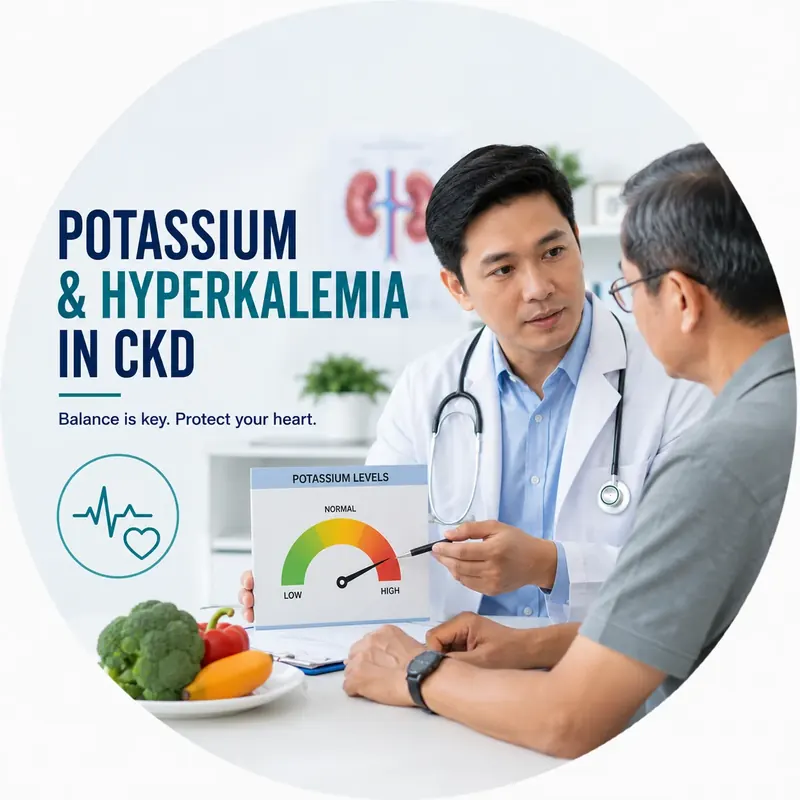 POTASSIUM
& HYPERKALEMIA
IN CKD
Balance is key. Protect your heart.
POTASSIUM LEVELS
NORMAL
LOW
HIGH